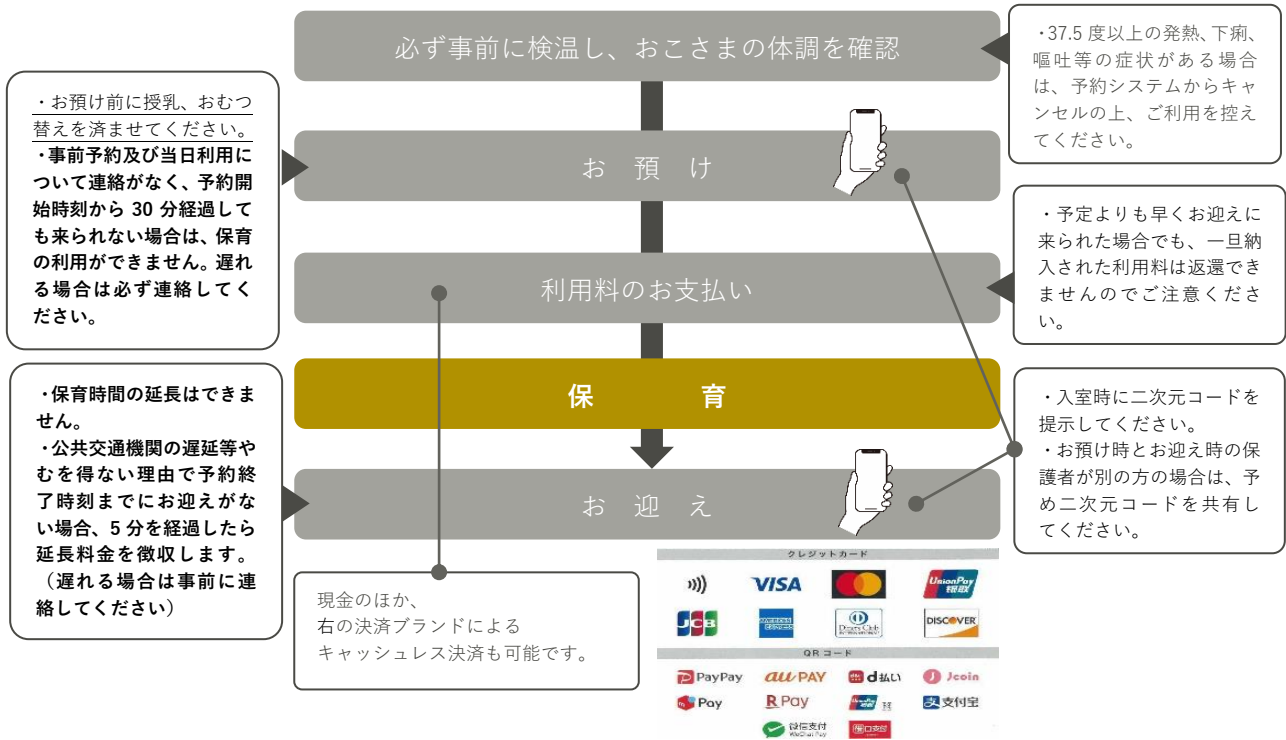 必ず事前に検温し、おこさまの体調を確認
・37.5 度以上の発熱、下痢、
嘔吐等の症状がある場合
は、予約システムからキャ
ンセルの上、ご利用を控え
てください。
・お預け前に授乳、おむつ
替えを済ませてください。
・事前予約及び当日利用に
ついて連絡がなく、予約開
始時刻から 30 分経過して
も来られない場合は、保育
の利用ができません。遅れ
る場合は必ず連絡してく
ださい。
お 預 け
利用料のお支払い
・予定よりも早くお迎えに
来られた場合でも、一旦納
入された利用料は返還でき
ませんのでご注意くださ
い。
保 育
・保育時間の延長はできま
せん。
・公共交通機関の遅延等や
むを得ない理由で予約終
了時刻までにお迎えがな
い場合、5 分を経過したら
延長料金を徴収します。
（遅れる場合は事前に連
絡してください）
お 迎 え
・入室時に二次元コードを
提示してください。
・お預け時とお迎え時の保
護者が別の方の場合は、予
め二次元コードを共有し
てください。
現金のほか、
右の決済ブランドによる
キャッシュレス決済も可能です。
クレジットカード
VISA
UnionPay
银联
JCB
AMERICAN EXPRESS
Diners Club
INTERNATIONAL
DISCOVER
QRコード
PayPay
au PAY
d払い
J coin
Pay
R Pay
支 支付宝
微信支付
WeChat Pay